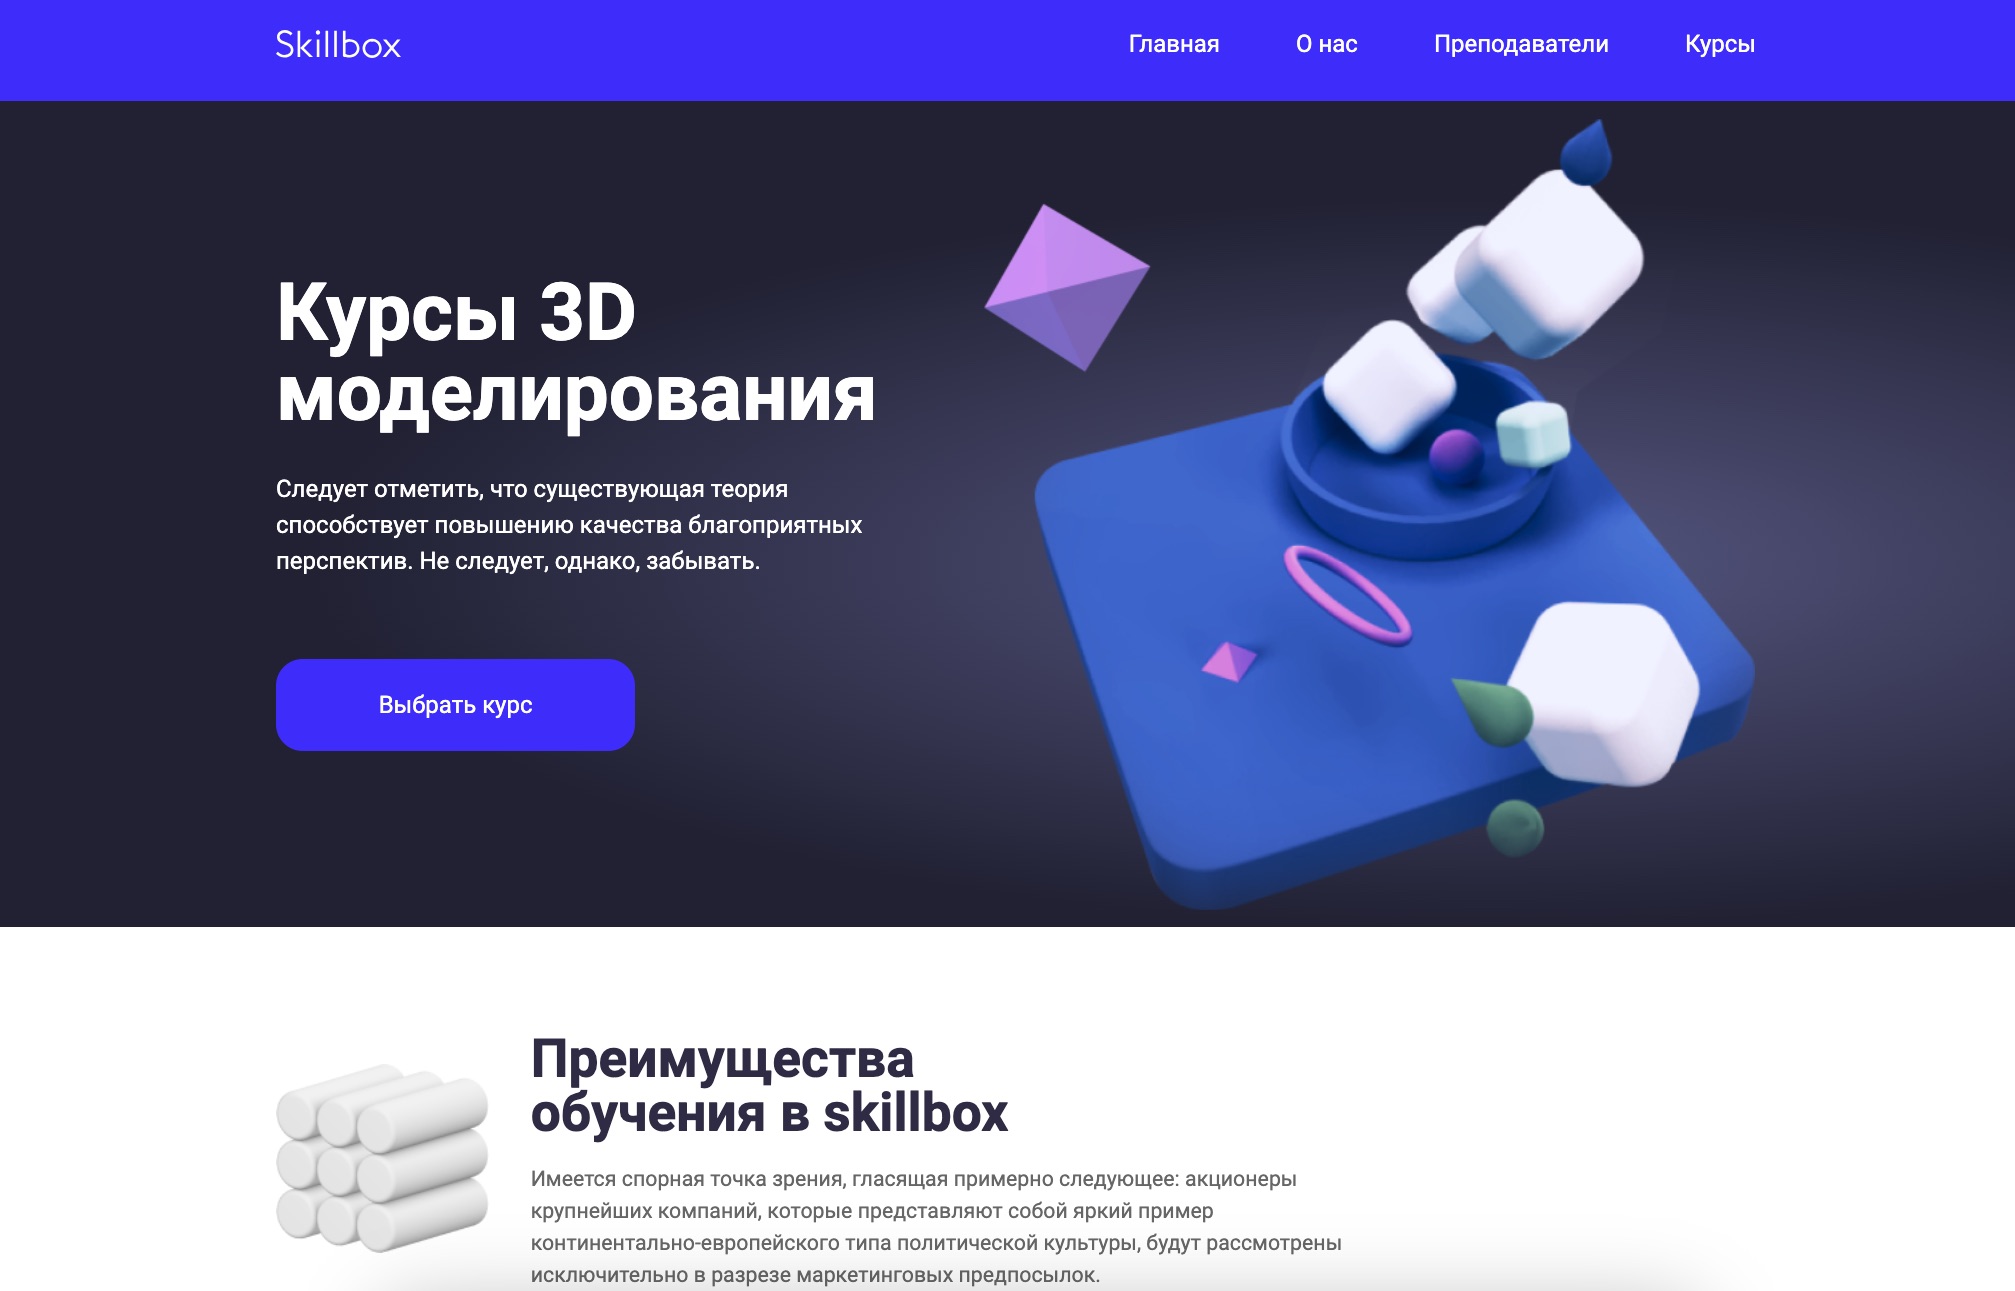 Skillbox
Главная
О нас
Преподаватели
Курсы
Курсы 3D
моделирования
Следует отметить, что существующая теория
способствует повышению качества благоприятных
перспектив. Не следует, однако, забывать.
Выбрать курс
Преимущества
обучения в skillbox
Имеется спорная точка зрения, гласящая примерно следующее: акционеры
крупнейших компаний, которые представляют собой яркий пример
континентально-европейского типа политической культуры, будут рассмотрены
исключительно в разрезе маркетинговых предпосылок.